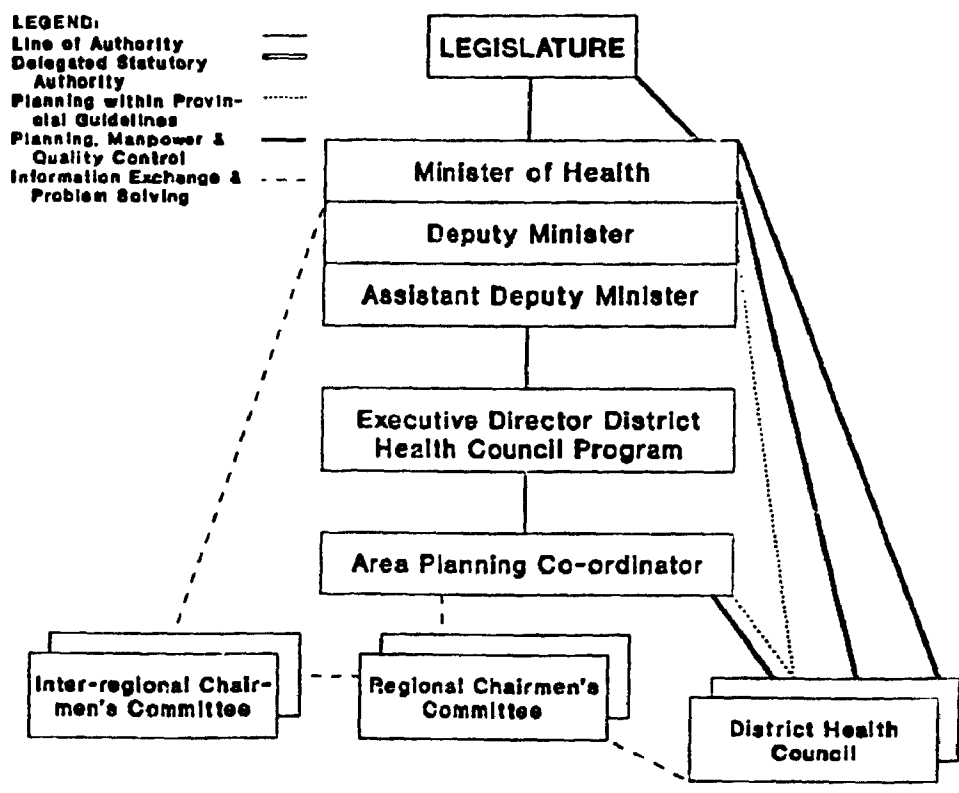 LEGEND:
Line of Authority
Delegated Statutory
Authority
Planning within Provin-
cial Guidelines
Planning, Manpower &
Quality Control
Information Exchange &
Problem Solving
LEGISLATURE
Minister of Health
Deputy Minister
Assistant Deputy Minister
Executive Director District
Health Council Program
Area Planning Co-ordinator
Inter-regional Chair-
men's Committee
Regional Chairmen's
Committee
District Health
Council